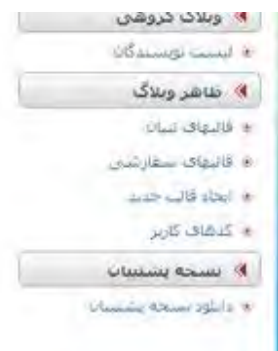 وبلاگ گروهی
لیست نویسندگان
ظاهر وبلاگ
قالبهای تبیان
قالبهای سفارشی
ایجاد قالب جدید
کدهای کاربر
نسخه پشتیبان
دانلود نسخه پشتیبان